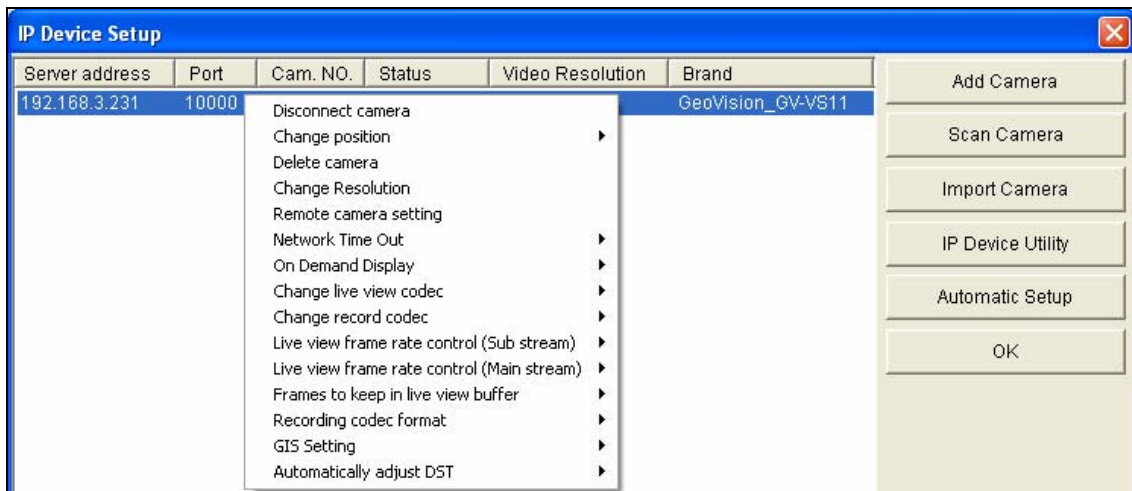 IP Device Setup
Server address Port Cam. NO. Status Video Resolution Brand
192.168.3.231 10000 GeoVision_GV-VS11
Disconnect camera
Change position
Delete camera
Change Resolution
Remote camera setting
Network Time Out
On Demand Display
Change live view codec
Change record codec
Live view frame rate control (Sub stream)
Live view frame rate control (Main stream)
Frames to keep in live view buffer
Recording codec format
GIS Setting
Automatically adjust DST
Add Camera
Scan Camera
Import Camera
IP Device Utility
Automatic Setup
OK